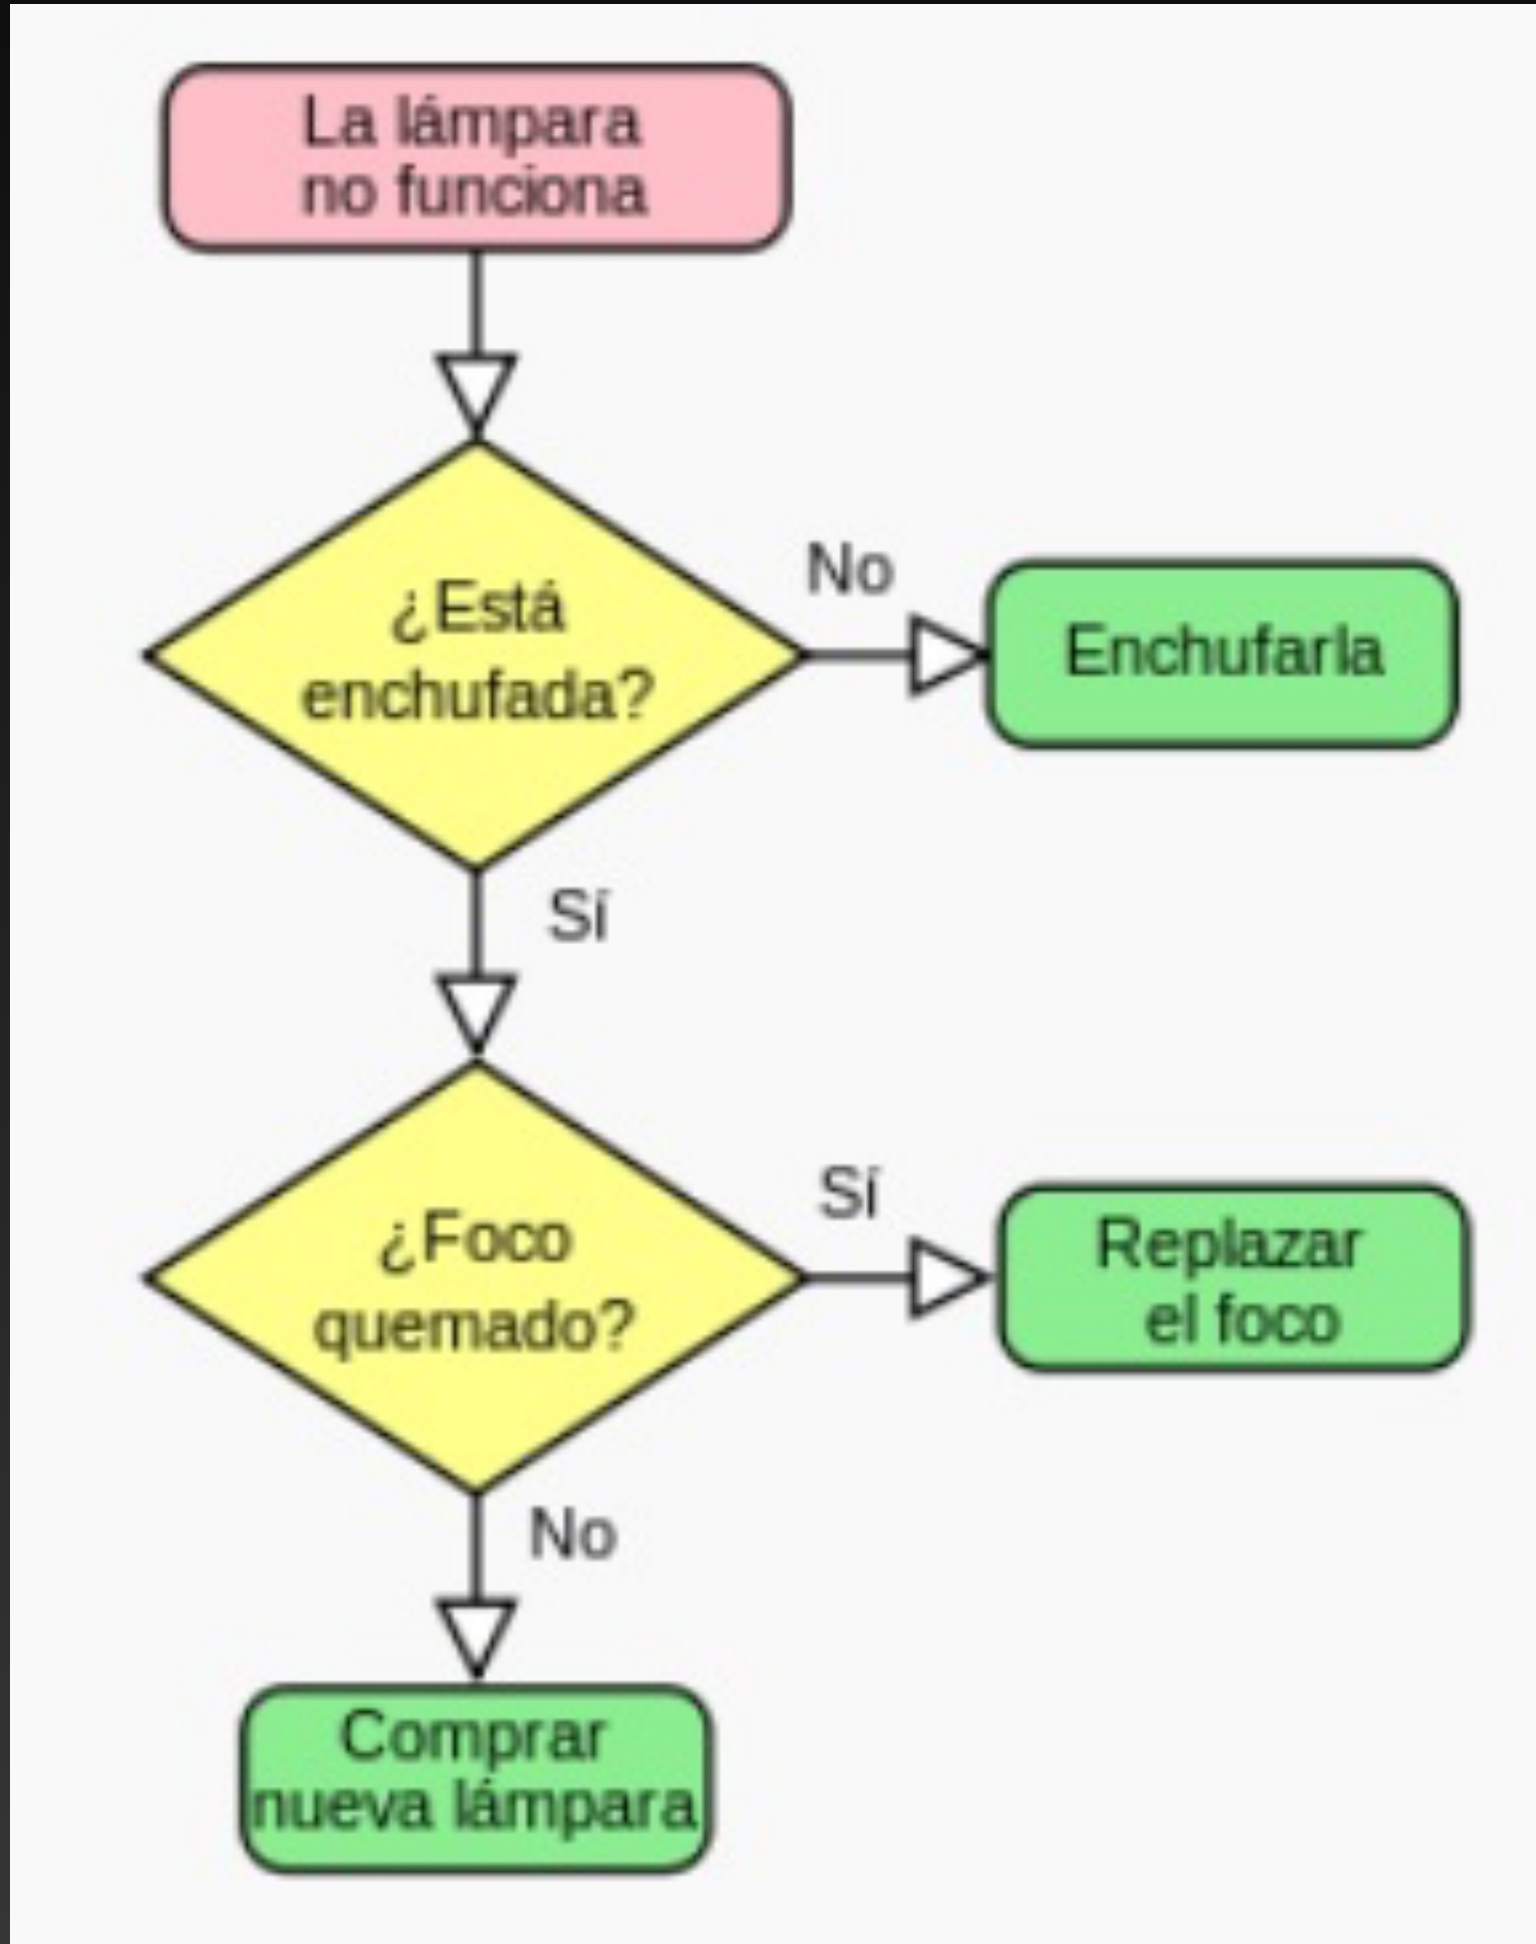 La lámpara
no funciona
¿Está
enchufada?
No
Enchufarla
Sí
¿Foco
quemado?
Sí
Replazar
el foco
No
Comprar
nueva lámpara